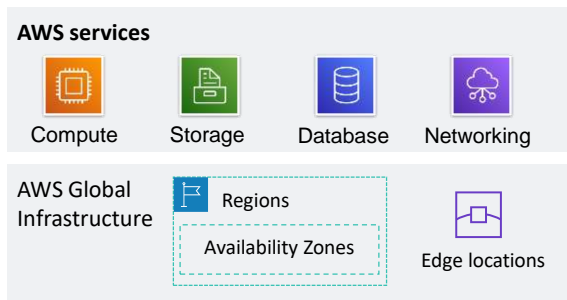 AWS services
Compute
Storage
Database
Networking
AWS Global
Infrastructure
Regions
Availability Zones
Edge locations